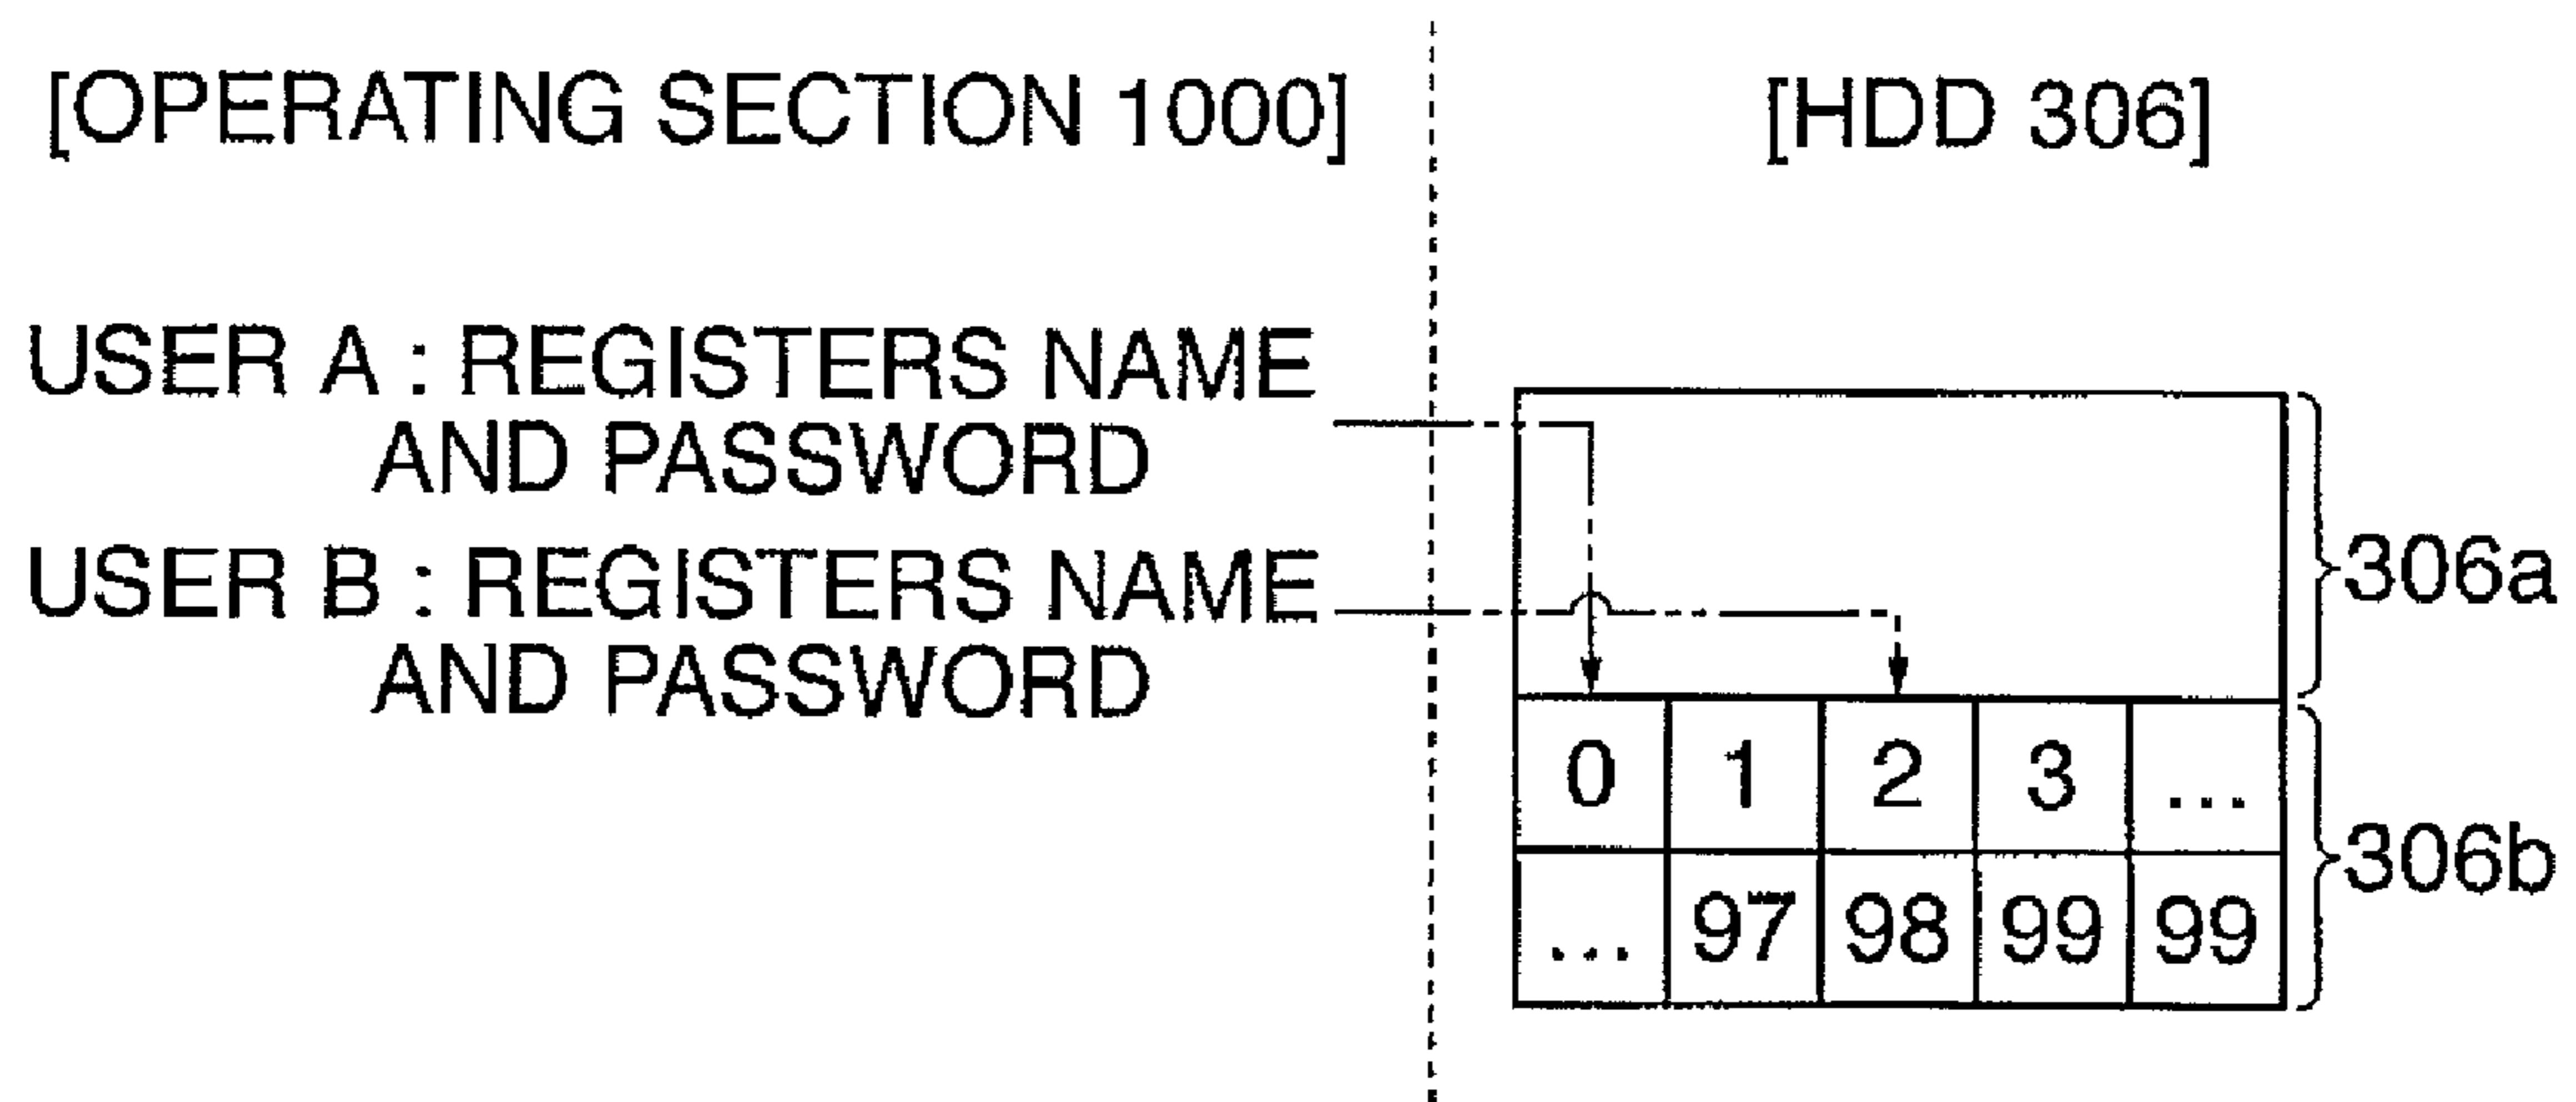 [OPERATING SECTION 1000]
[HDD 306]
USER A : REGISTERS NAME
AND PASSWORD
USER B : REGISTERS NAME
AND PASSWORD
306a
0 1 2 3 ...
306b
... 97 98 99 99